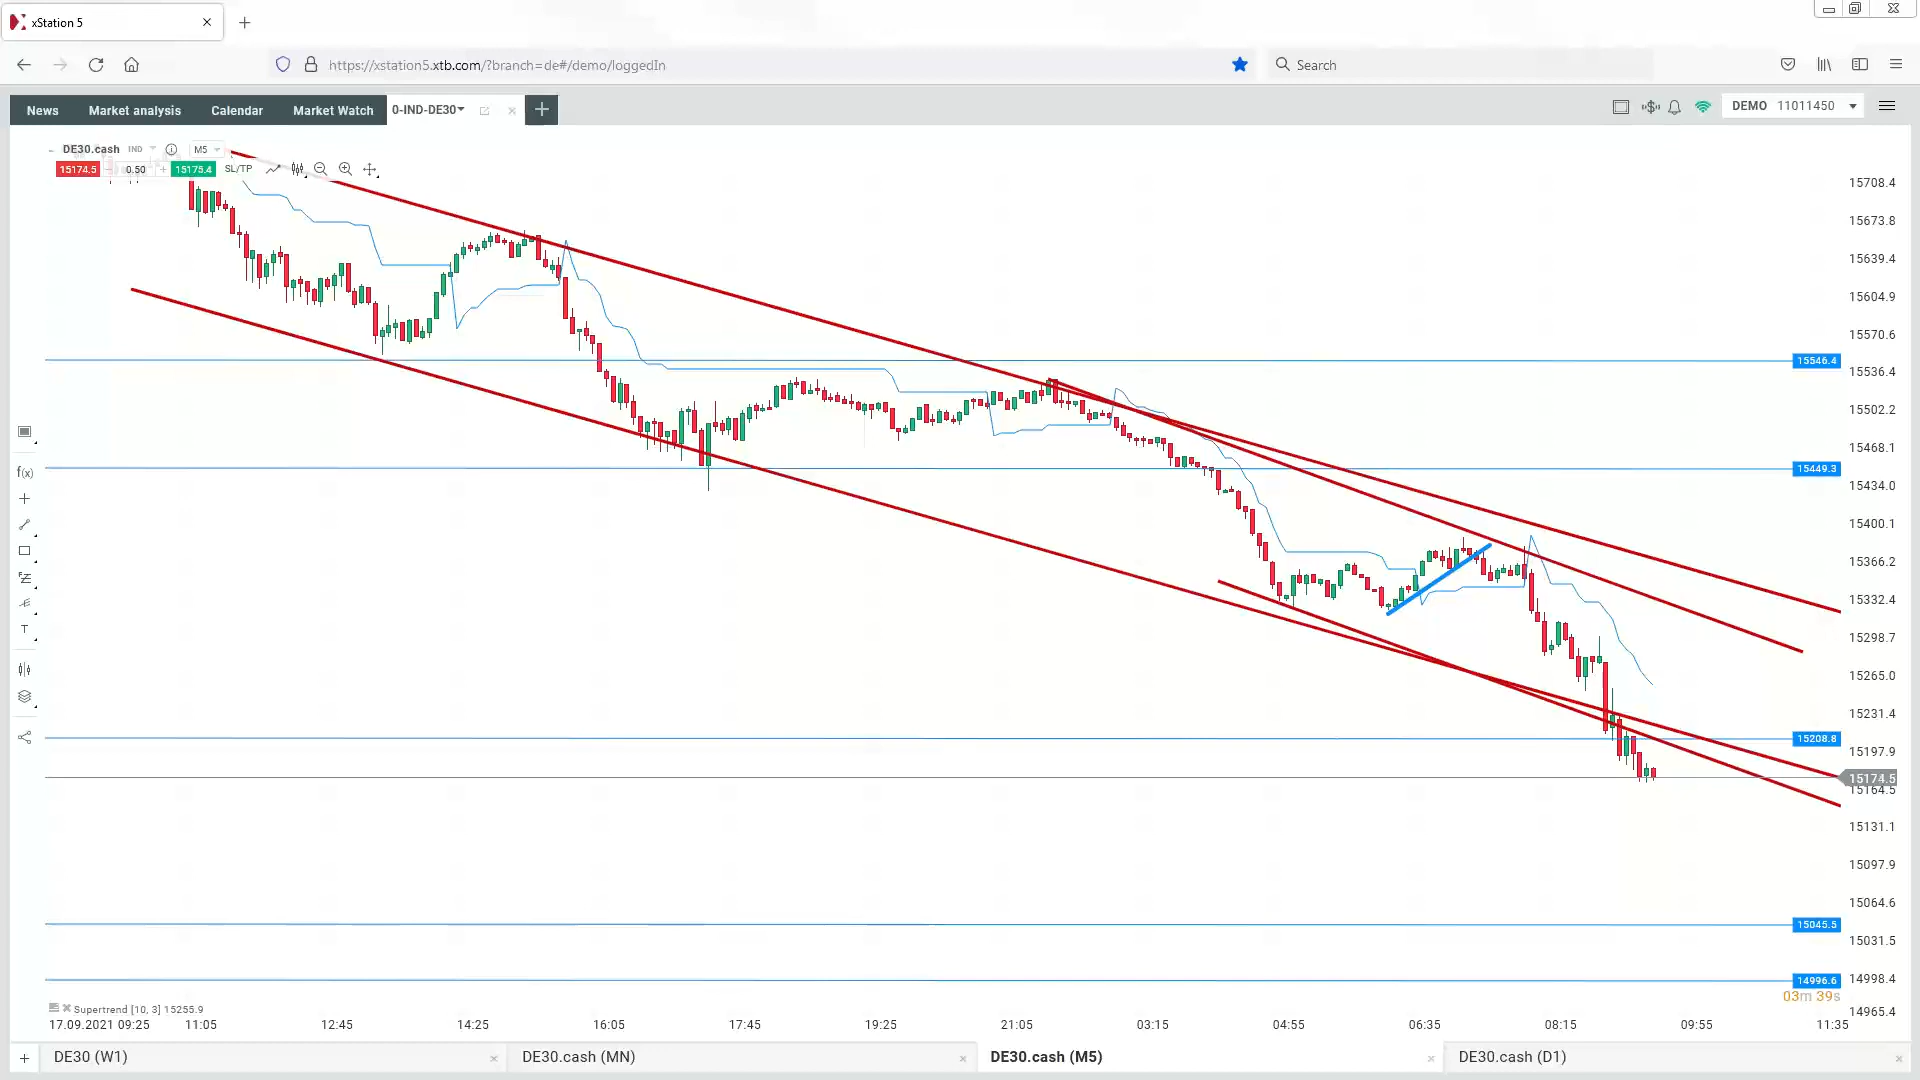 xStation 5
https://xstation5.xtb.com/?branch=de#/demo/loggedIn
Search
News
Market analysis
Calendar
Market Watch
0-IND-DE30
DEMO 11011450
DE30.cash IND M5
15174.5 0.50 15175.4 SL/TP
15708.4
15673.8
15639.4
15604.9
15570.6
15546.4
15536.4
15502.2
15468.1
15449.3
15434.0
15400.1
15366.2
15332.4
15298.7
15265.0
15231.4
15208.8
15197.9
15174.5
15164.5
15131.1
15097.9
15064.6
15045.5
15031.5
14996.6
14998.4
03m 39s
14965.4
f(x)
T
Supertrend [10, 3] 15255.9
17.09.2021 09:25 11:05 12:45 14:25 16:05 17:45 19:25 21:05 03:15 04:55 06:35 08:15 09:55 11:35
DE30 (W1)
DE30.cash (MN)
DE30.cash (M5)
DE30.cash (D1)